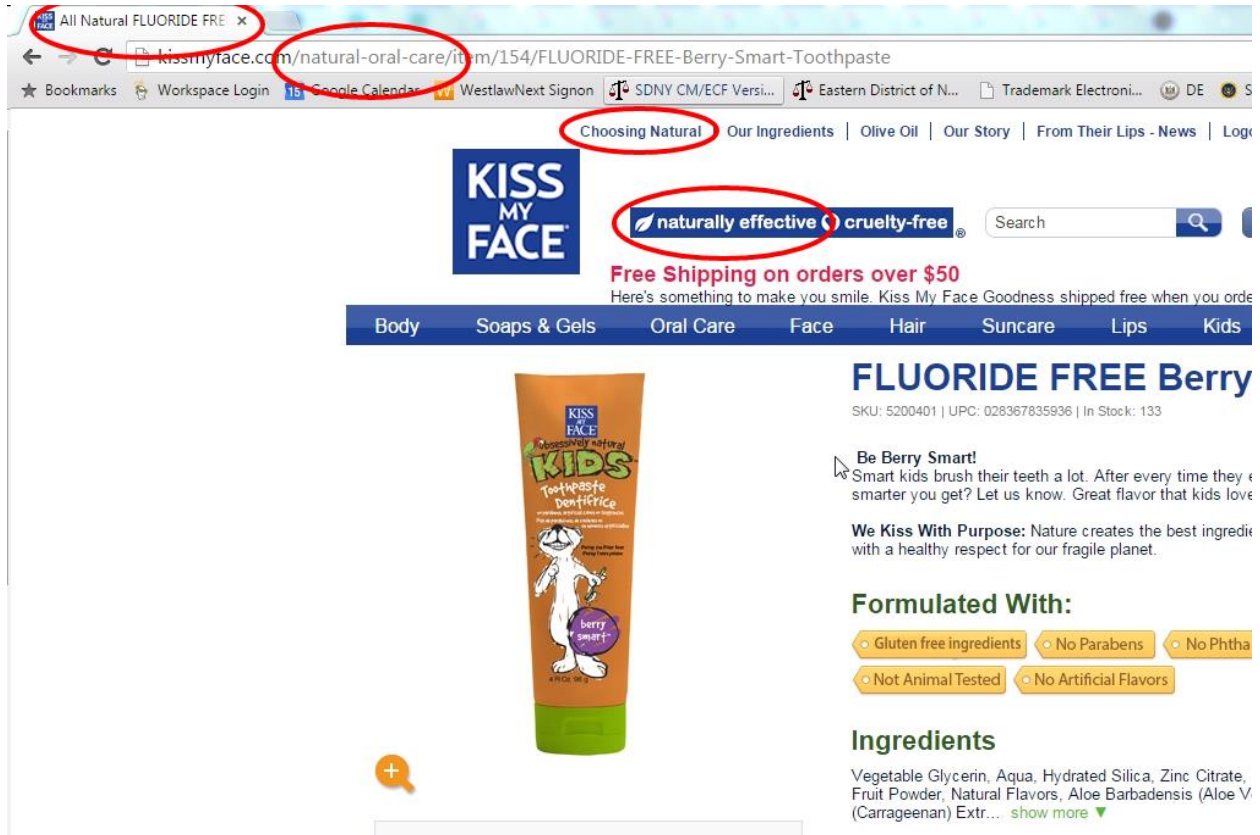 All Natural FLUORIDE FRE
kissmyface.com/natural-oral-care/item/154/FLUORIDE-FREE-Berry-Smart-Toothpaste
Bookmarks Workspace Login 15 Google Calendar WestlawNext Signon SDNY CM/ECF Versi... Eastern District of N... Trademark Electroni... DE S
Choosing Natural Our Ingredients | Olive Oil | Our Story | From Their Lips - News | Logo
KISS
MY
FACE
naturally effective cruelty-free ®
Search
Free Shipping on orders over $50
Here's something to make you smile. Kiss My Face Goodness shipped free when you orde
Body Soaps & Gels Oral Care Face Hair Suncare Lips Kids
FLUORIDE FREE Berry
SKU: 5200401 | UPC: 028367835936 | In Stock: 133
KISS
MY
FACE
obsessively natural
KIDS
Toothpaste
Dentifrice
berry
smart™
Be Berry Smart!
Smart kids brush their teeth a lot. After every time they e
smarter you get? Let us know. Great flavor that kids love
We Kiss With Purpose: Nature creates the best ingredie
with a healthy respect for our fragile planet.
Formulated With:
Gluten free ingredients No Parabens No Phtha
Not Animal Tested No Artificial Flavors
Ingredients
Vegetable Glycerin, Aqua, Hydrated Silica, Zinc Citrate,
Fruit Powder, Natural Flavors, Aloe Barbadensis (Aloe V
(Carrageenan) Extr... show more ▼